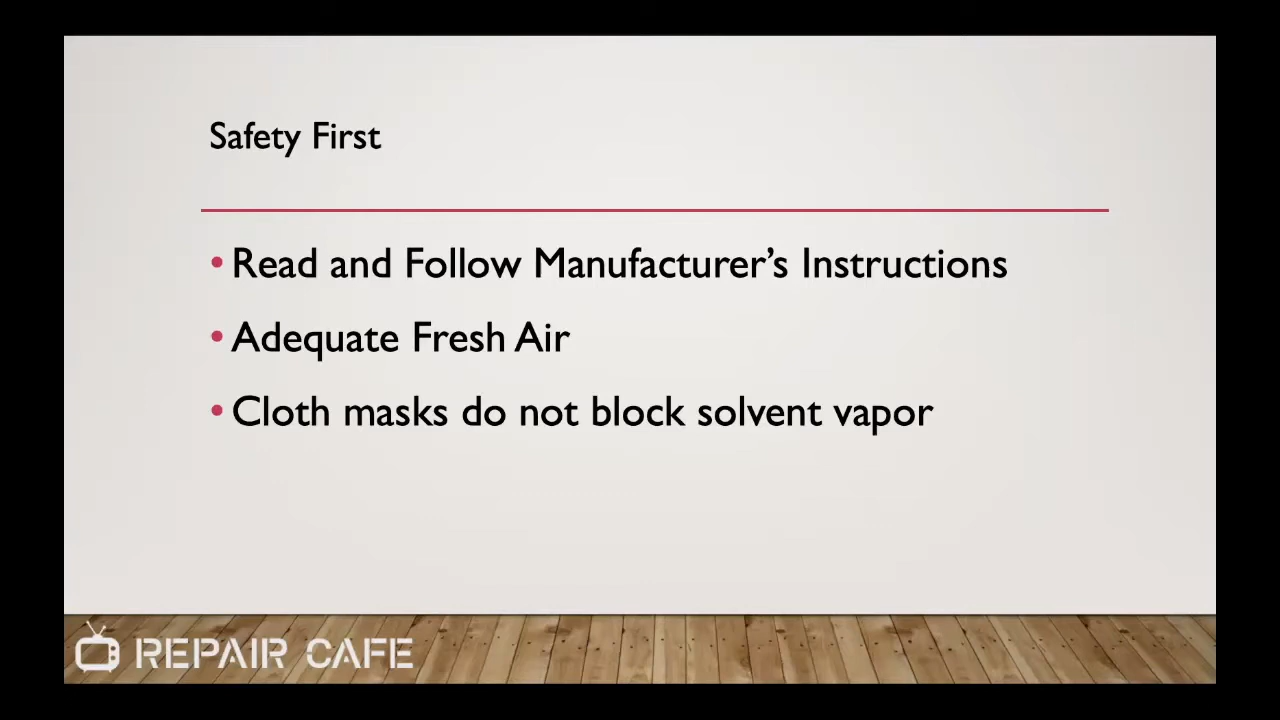 Safety First
• Read and Follow Manufacturer’s Instructions
• Adequate Fresh Air
• Cloth masks do not block solvent vapor
REPAIR CAFE